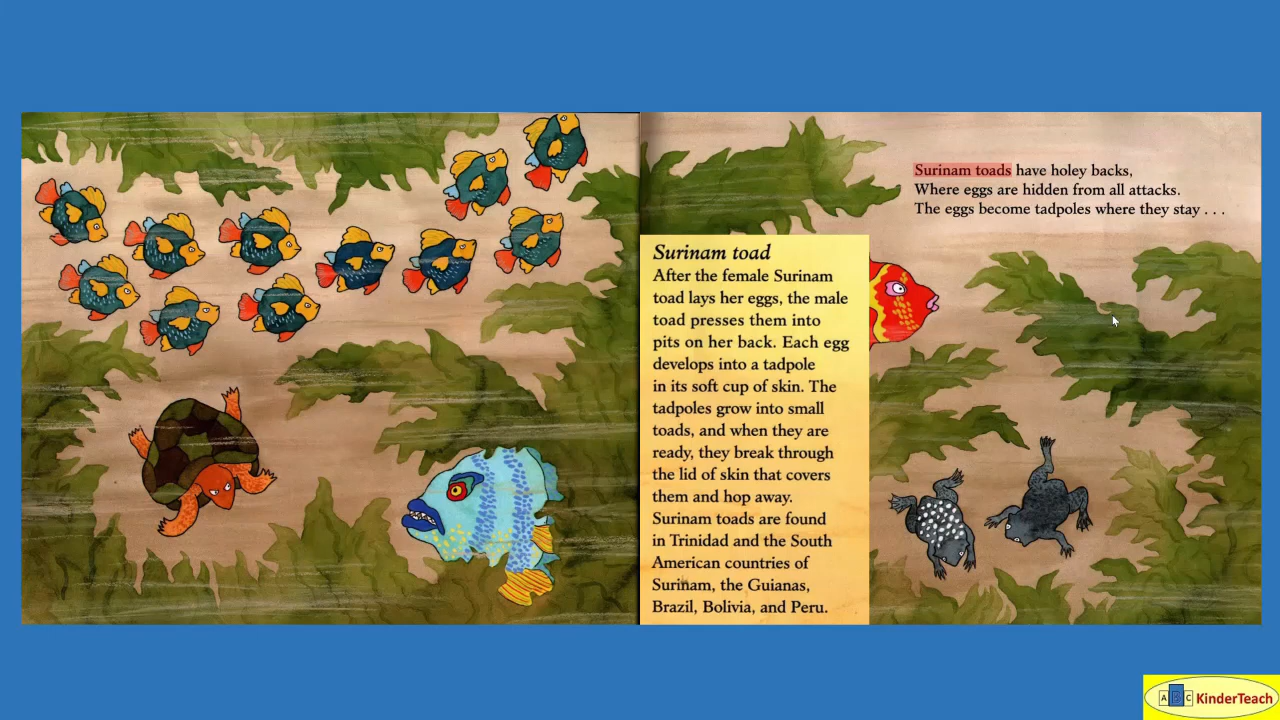 Surinam toads have holey backs,
Where eggs are hidden from all attacks.
The eggs become tadpoles where they stay . . .
Surinam toad
After the female Surinam
toad lays her eggs, the male
toad presses them into
pits on her back. Each egg
develops into a tadpole
in its soft cup of skin. The
tadpoles grow into small
toads, and when they are
ready, they break through
the lid of skin that covers
them and hop away.
Surinam toads are found
in Trinidad and the South
American countries of
Surinam, the Guianas,
Brazil, Bolivia, and Peru.
ABC KinderTeach